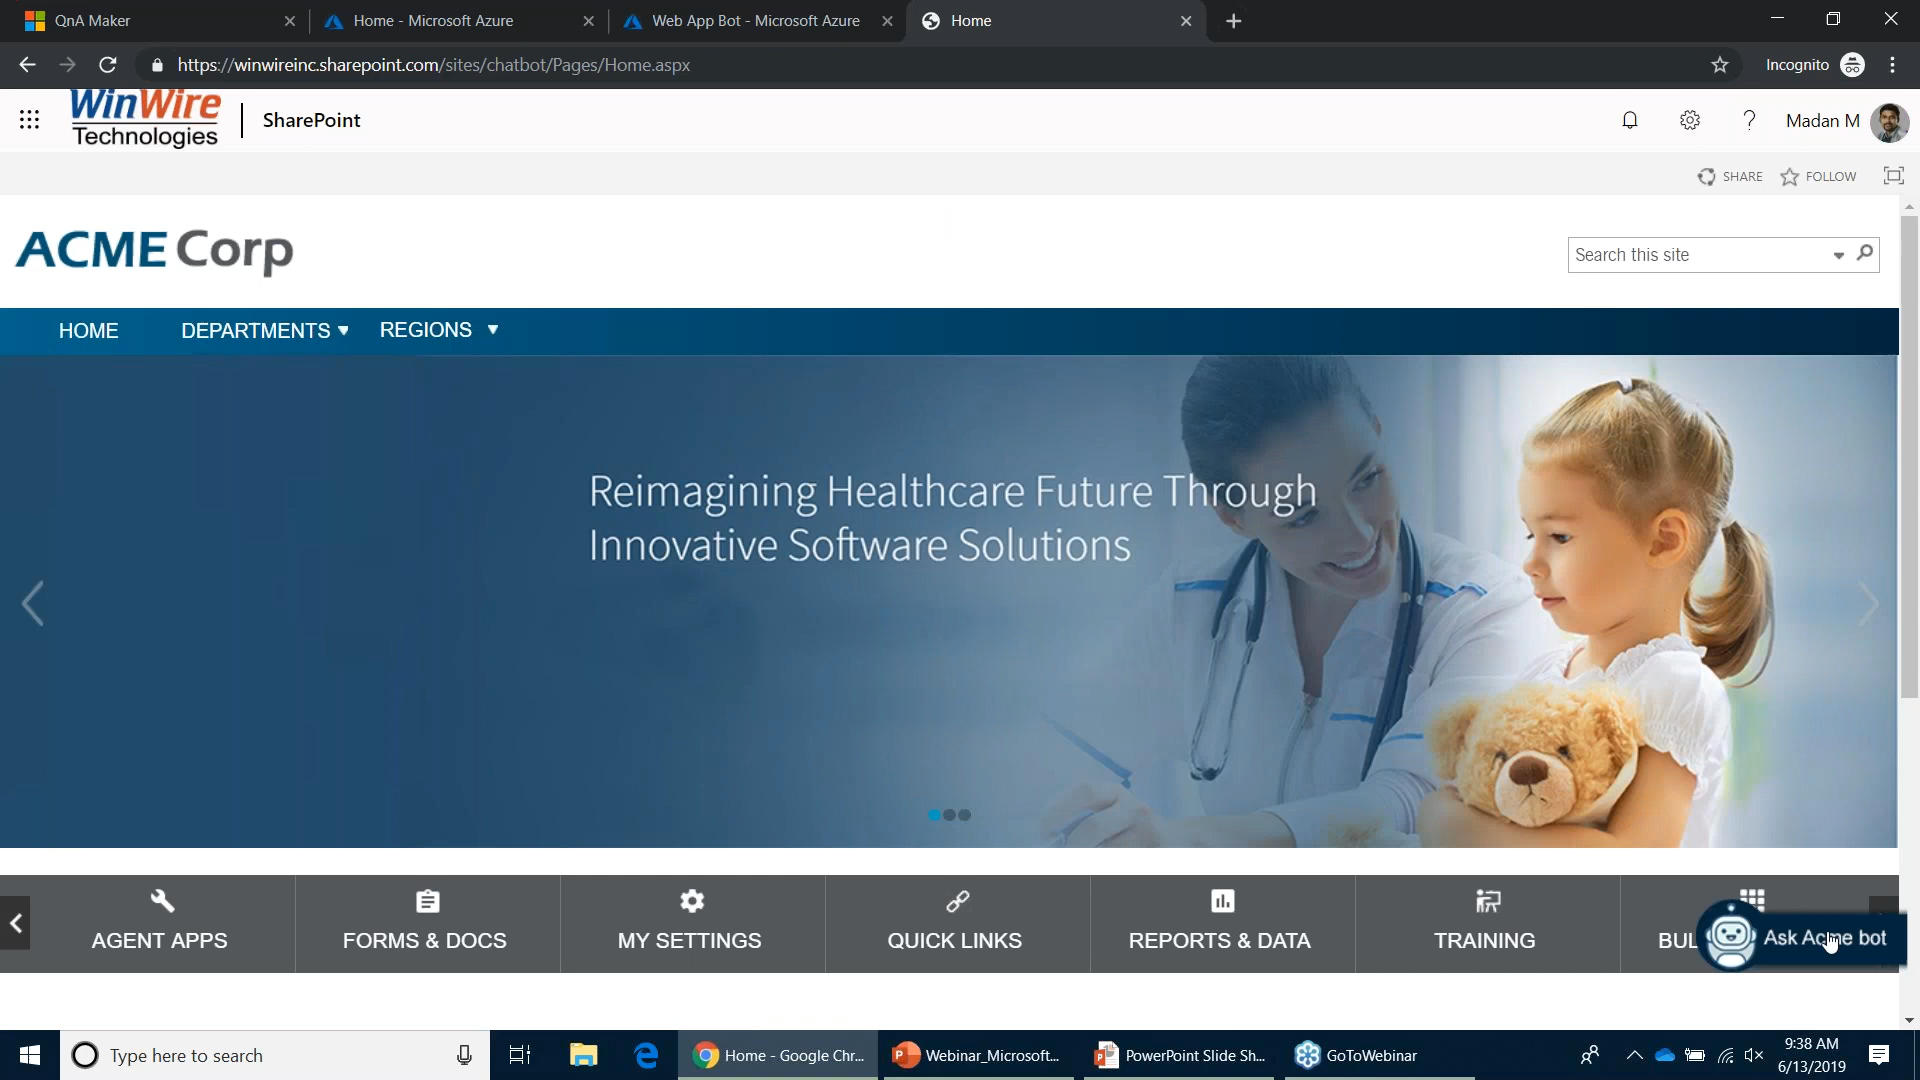 QnA Maker
Home - Microsoft Azure
Web App Bot - Microsoft Azure
Home
https://winwireinc.sharepoint.com/sites/chatbot/Pages/Home.aspx
Incognito
WinWire
Technologies
SharePoint
Madan M
SHARE
FOLLOW
ACME Corp
Search this site
HOME
DEPARTMENTS
REGIONS
Reimagining Healthcare Future Through
Innovative Software Solutions
AGENT APPS
FORMS & DOCS
MY SETTINGS
QUICK LINKS
REPORTS & DATA
TRAINING
BUL
Ask Acme bot
Type here to search
Home - Google Chr...
Webinar_Microsoft...
PowerPoint Slide Sh...
GoToWebinar
9:38 AM
6/13/2019